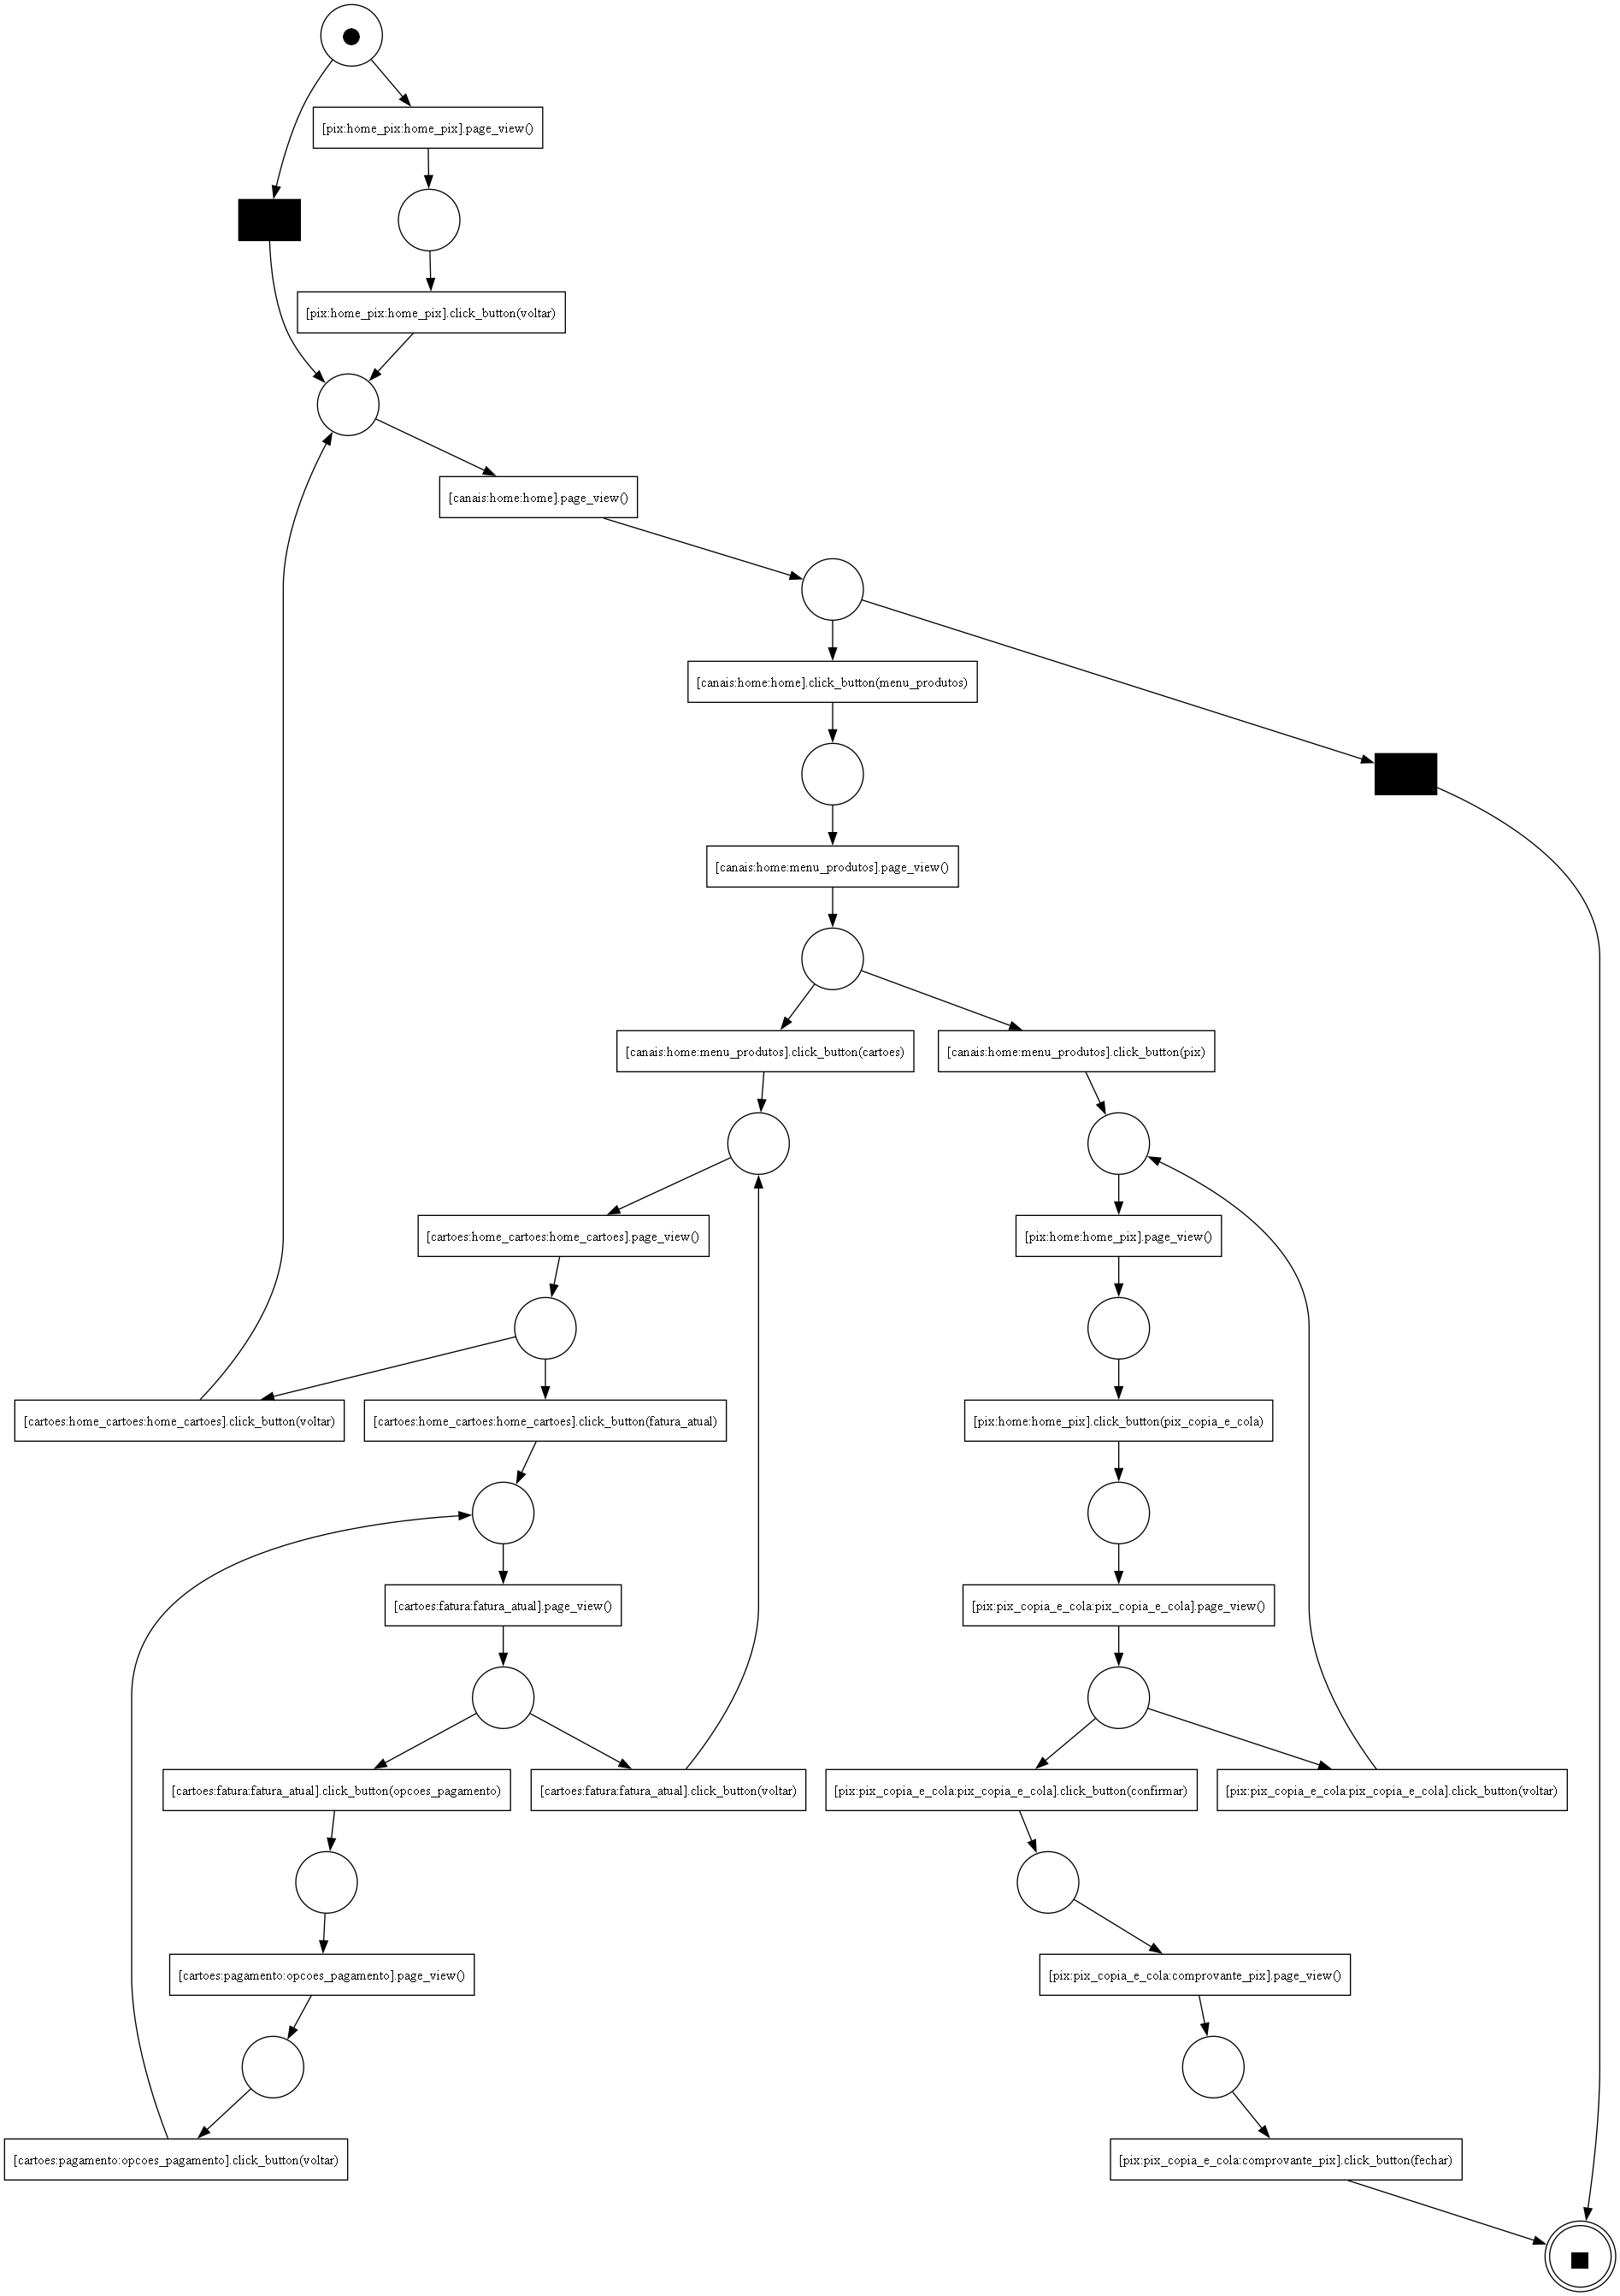 [pix:home_pix:home_pix].page_view()
[pix:home_pix:home_pix].click_button(voltar)
[canais:home:home].page_view()
[canais:home:home].click_button(menu_produtos)
[canais:home:menu_produtos].page_view()
[canais:home:menu_produtos].click_button(cartoes)
[canais:home:menu_produtos].click_button(pix)
[cartoes:home_cartoes:home_cartoes].page_view()
[pix:home:home_pix].page_view()
[cartoes:home_cartoes:home_cartoes].click_button(voltar)
[cartoes:home_cartoes:home_cartoes].click_button(fatura_atual)
[pix:home:home_pix].click_button(pix_copia_e_cola)
[cartoes:fatura:fatura_atual].page_view()
[pix:pix_copia_e_cola:pix_copia_e_cola].page_view()
[cartoes:fatura:fatura_atual].click_button(opcoes_pagamento)
[cartoes:fatura:fatura_atual].click_button(voltar)
[pix:pix_copia_e_cola:pix_copia_e_cola].click_button(confirmar)
[pix:pix_copia_e_cola:pix_copia_e_cola].click_button(voltar)
[cartoes:pagamento:opcoes_pagamento].page_view()
[pix:pix_copia_e_cola:comprovante_pix].page_view()
[cartoes:pagamento:opcoes_pagamento].click_button(voltar)
[pix:pix_copia_e_cola:comprovante_pix].click_button(fechar)